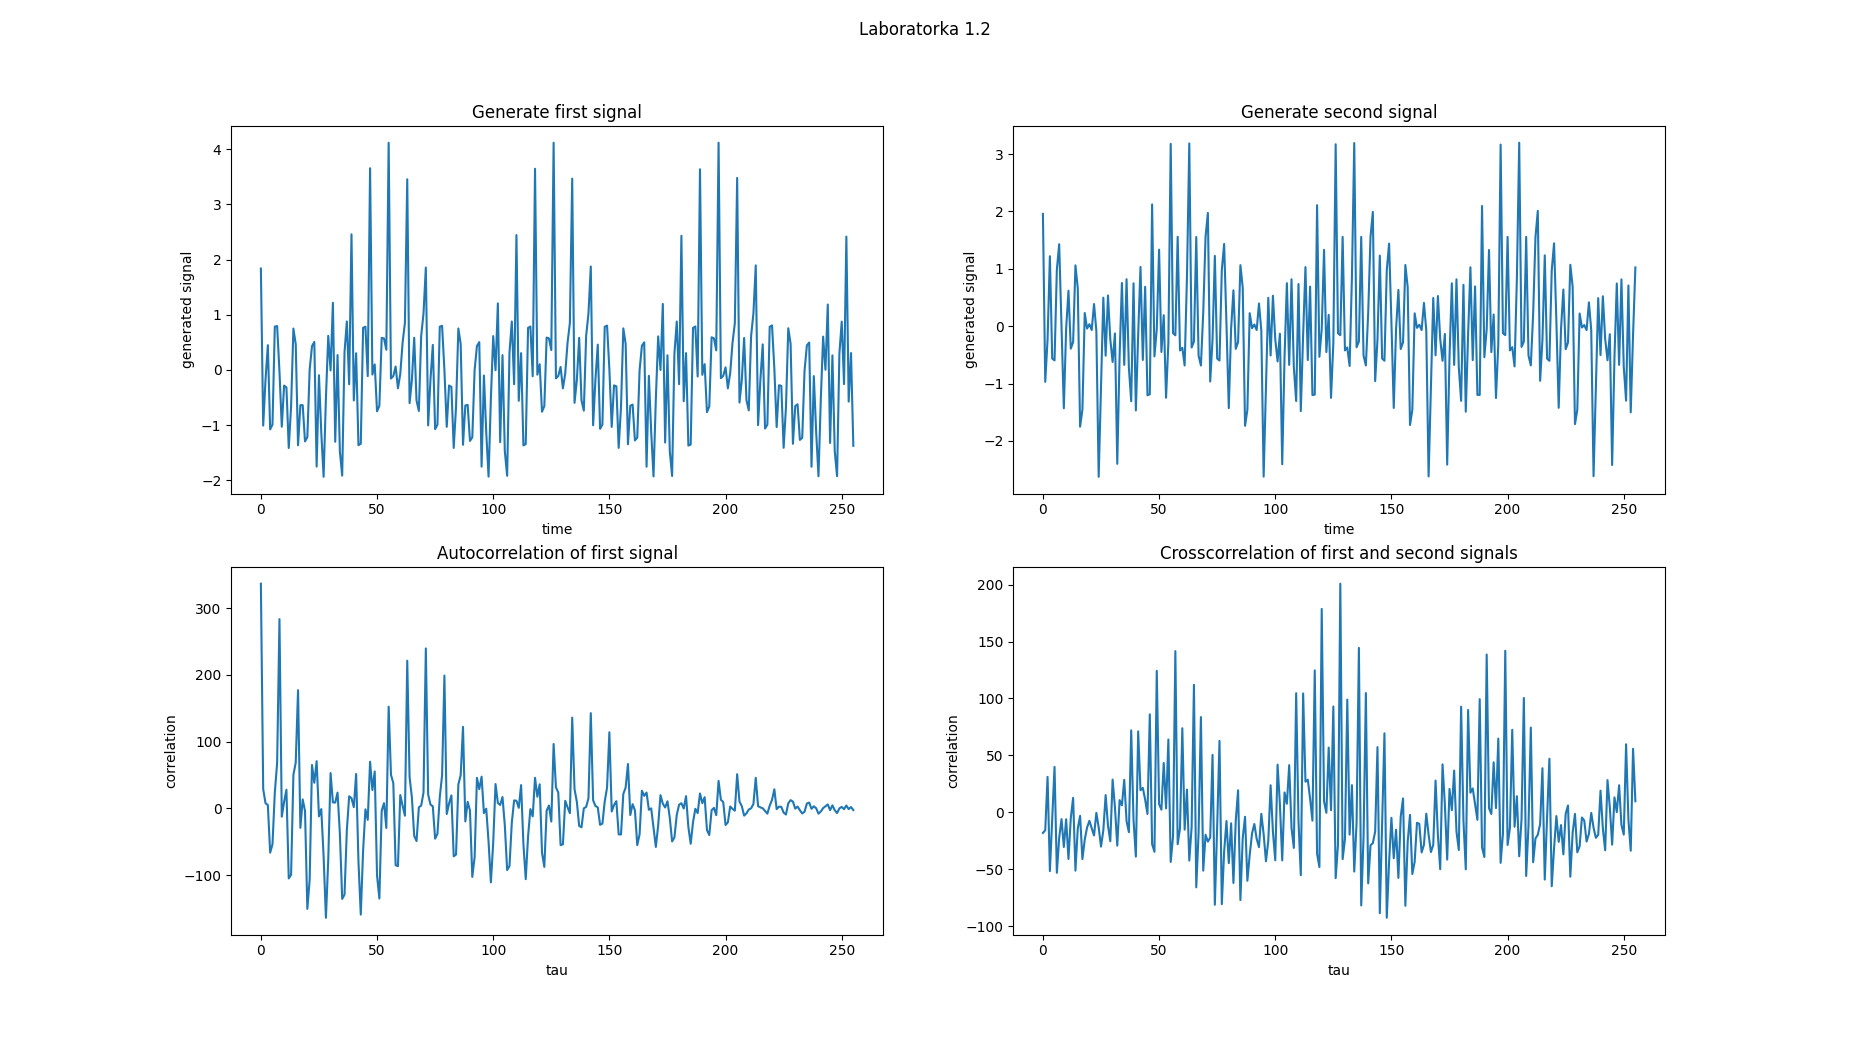 Laboratorka 1.2
Generate first signal
generated signal
4
3
2
1
0
−1
−2
0 50 100 150 200 250
time
Generate second signal
generated signal
3
2
1
0
−1
−2
0 50 100 150 200 250
time
Autocorrelation of first signal
correlation
300
200
100
0
−100
0 50 100 150 200 250
tau
Crosscorrelation of first and second signals
correlation
200
150
100
50
0
−50
−100
0 50 100 150 200 250
tau